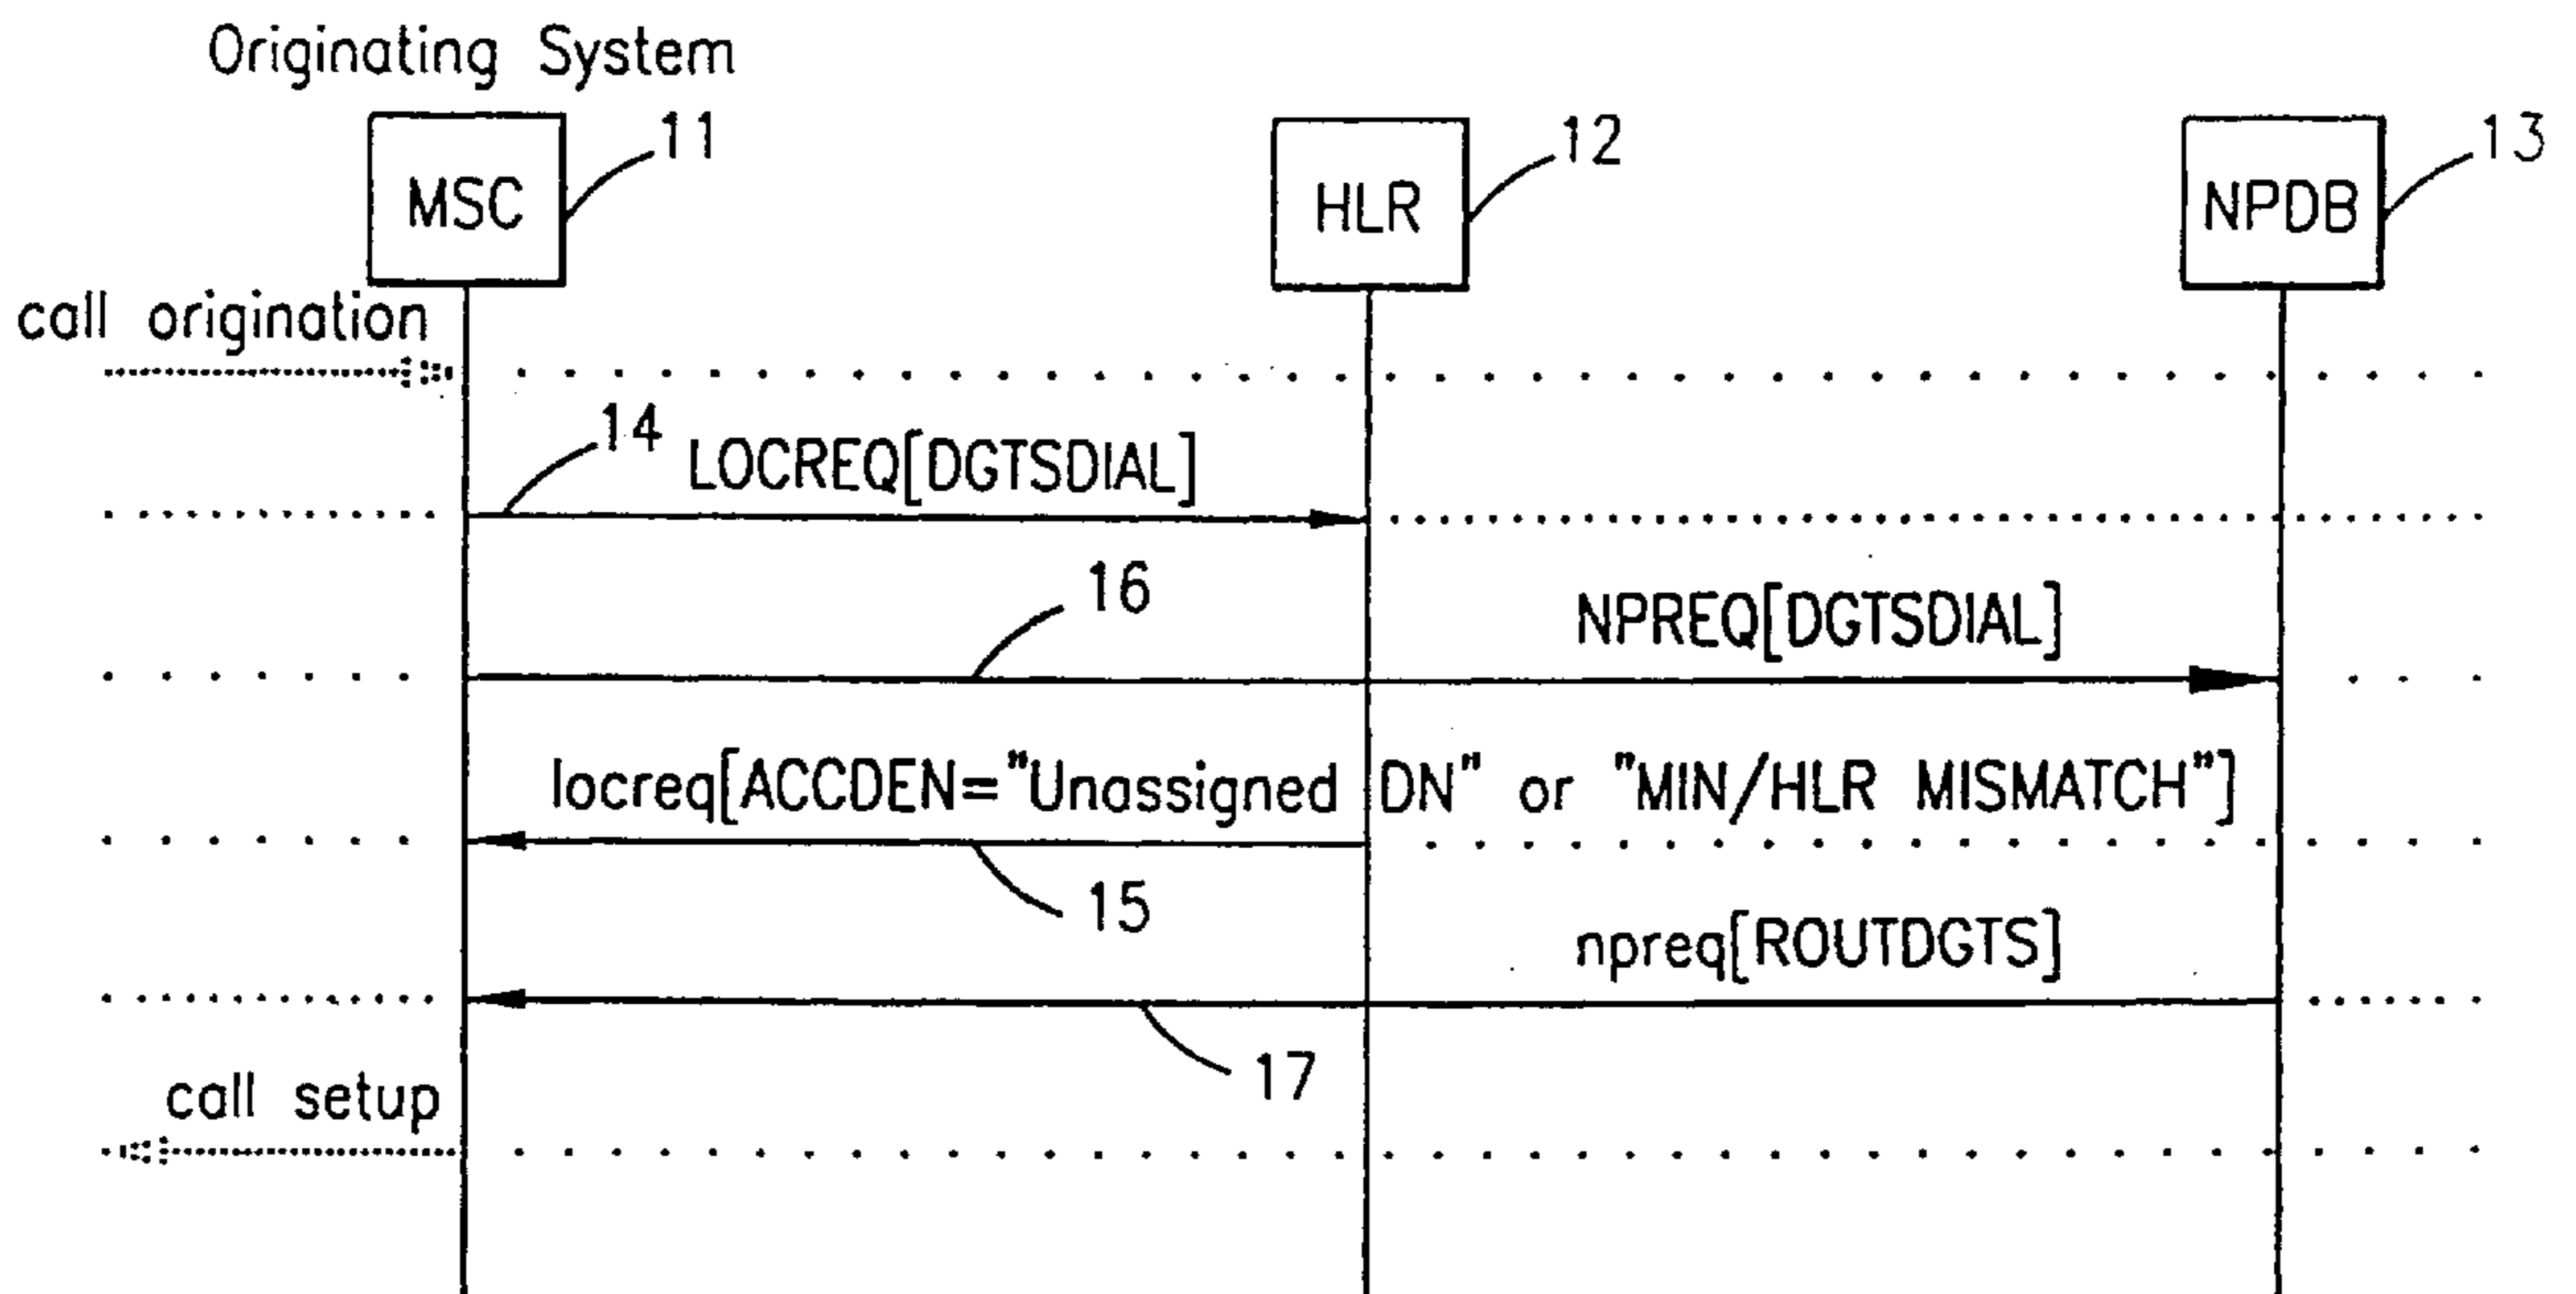 Originating System
MSC
11
HLR
12
NPDB
13
call origination
14
LOCREQ[DGTSDIAL]
16
NPREQ[DGTSDIAL]
locreq[ACCDEN="Unassigned DN" or "MIN/HLR MISMATCH"]
15
npreq[ROUTDGTS]
17
call setup